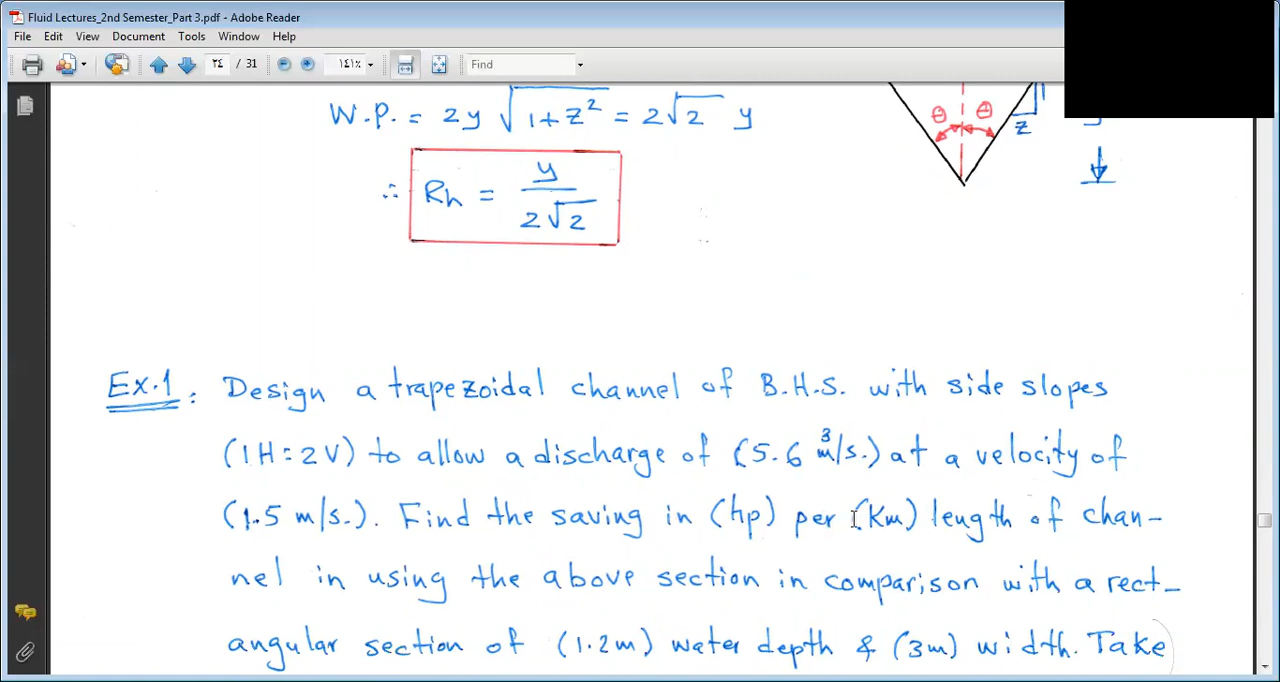 Fluid Lectures_2nd Semester_Part 3.pdf - Adobe Reader
File Edit View Document Tools Window Help
٢٤ / 31 ١٤١% Find
W.P. = 2y √(1+z²) = 2√2 y
θ θ 1
z y
∴ Rh = y / 2√2
Ex.1: Design a trapezoidal channel of B.H.S. with side slopes
(1H:2V) to allow a discharge of (5.6 m³/s.) at a velocity of
(1.5 m/s.). Find the saving in (hp) per (Km) length of chan-
nel in using the above section in comparison with a rect-
angular section of (1.2m) water depth & (3m) width. Take